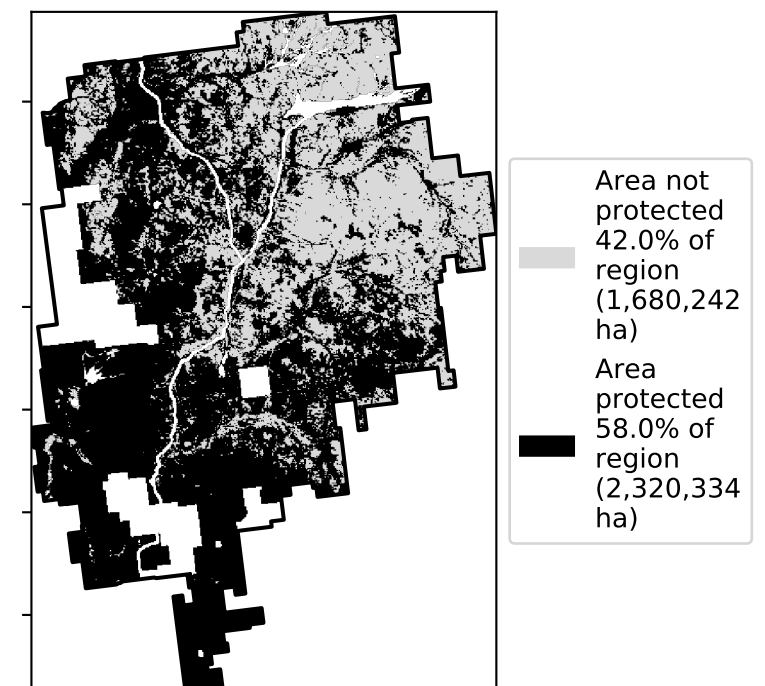 Area not
protected
42.0% of
region
(1,680,242
ha)
Area
protected
58.0% of
region
(2,320,334
ha)